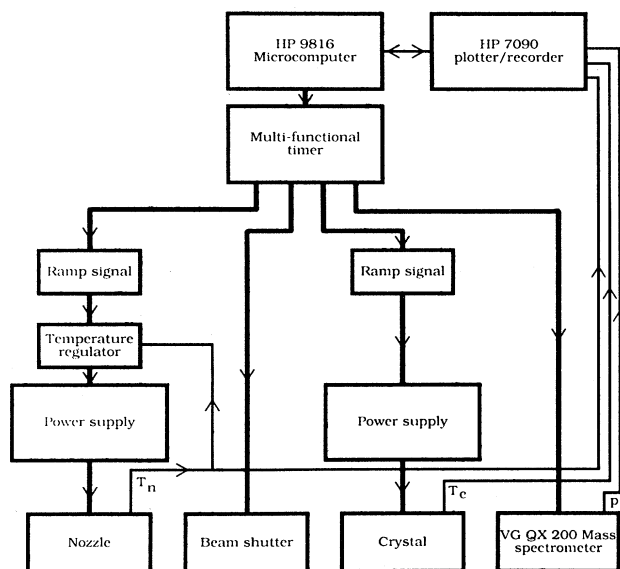 HP 9816
Microcomputer
HP 7090
plotter/recorder
Multi-functional
timer
Ramp signal
Ramp signal
Temperature
regulator
Power supply
Power supply
Tn
Tc
p
Nozzle
Beam shutter
Crystal
VG QX 200 Mass
spectrometer